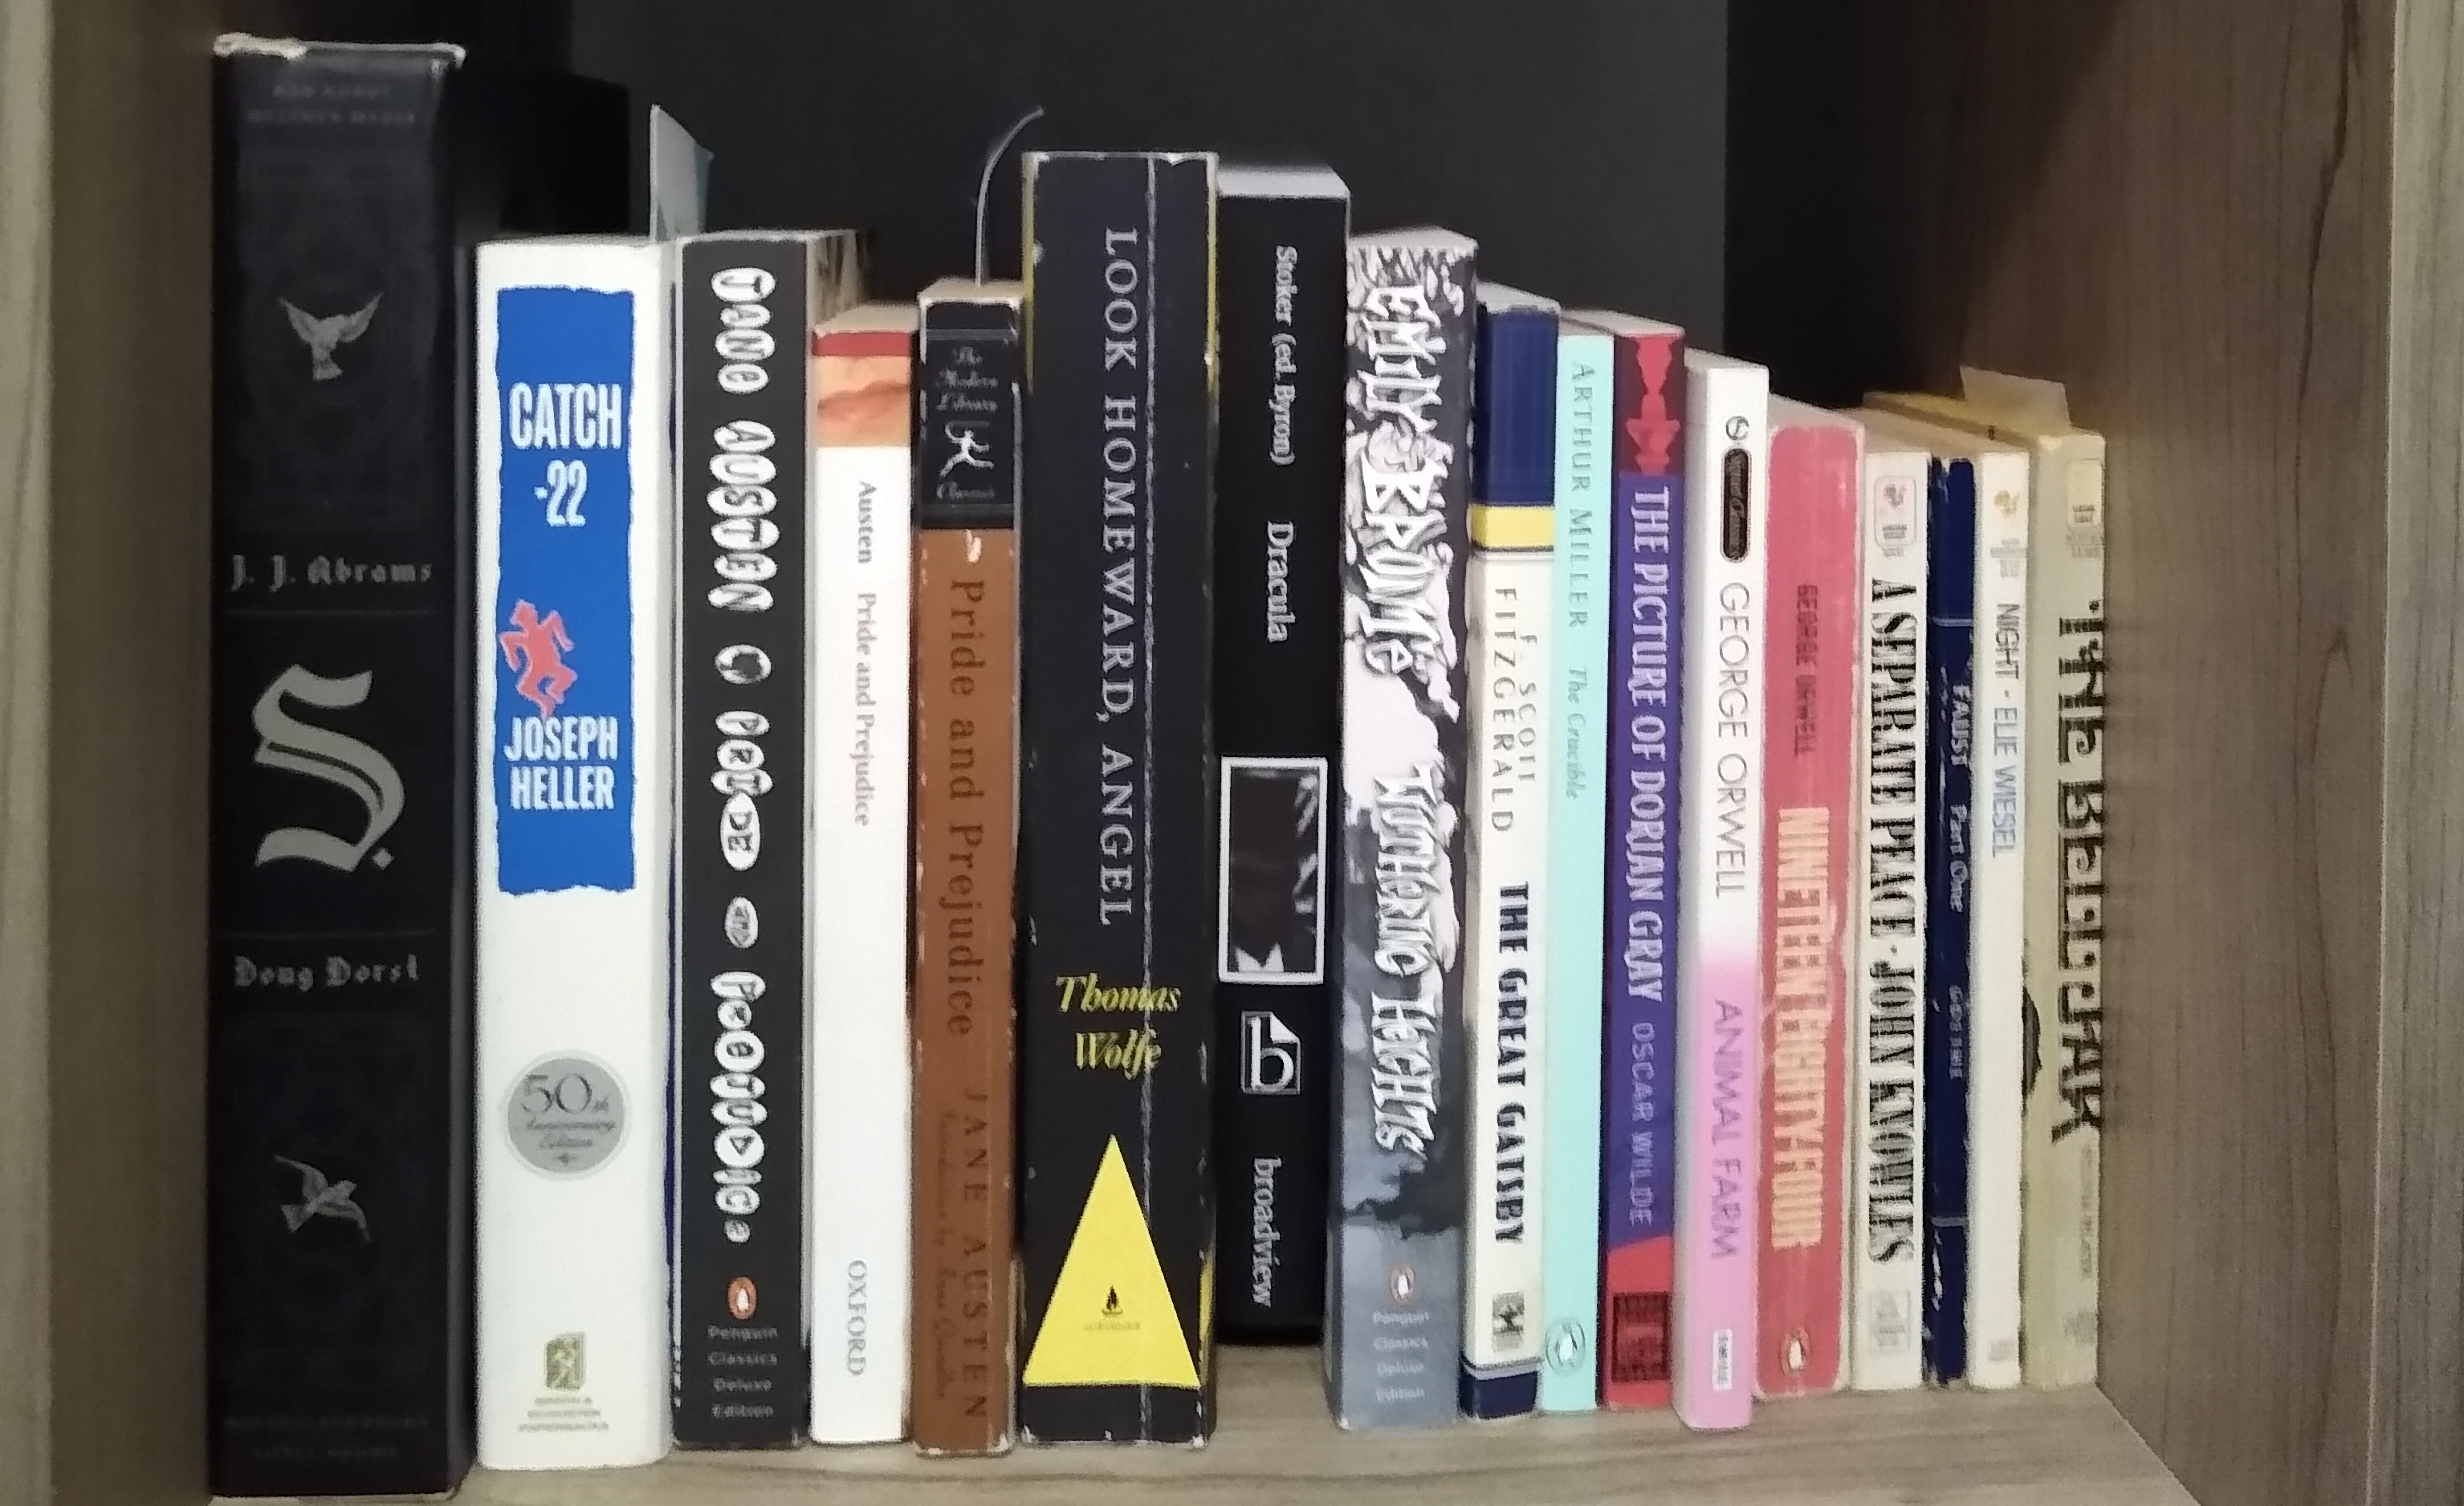 J. J. Abrams
S.
Doug Dorst
CATCH
-22
JOSEPH
HELLER
50th
Anniversary
Edition
JANE AUSTEN PRIDE AND PREJUDICE
Penguin
Classics
Deluxe
Edition
Austen Pride and Prejudice OXFORD
The
Modern
Library
Classics
Pride and Prejudice JANE AUSTEN
LOOK HOMEWARD, ANGEL
Thomas
Wolfe
Stoker (ed. Byron) Dracula
b
broadview
EMILY BRONTE WUTHERING HEIGHTS
Penguin
Classics
Deluxe
Edition
F. SCOTT
FITZGERALD
THE GREAT GATSBY
ARTHUR MILLER The Crucible
THE PICTURE OF DORIAN GRAY OSCAR WILDE
GEORGE ORWELL ANIMAL FARM
GEORGE ORWELL NINETEEN EIGHTY-FOUR
A SEPARATE PEACE · JOHN KNOWLES
FAUST Part One GOETHE
NIGHT - ELIE WIESEL
THE BELL JAR